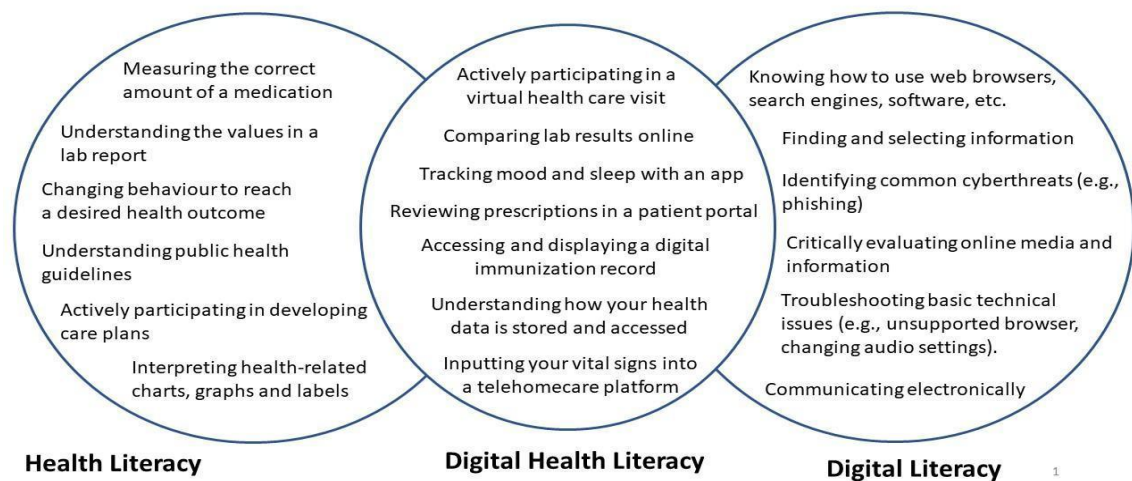 Measuring the correct
amount of a medication
Understanding the values in a
lab report
Changing behaviour to reach
a desired health outcome
Understanding public health
guidelines
Actively participating in developing
care plans
Interpreting health-related
charts, graphs and labels
Health Literacy
Actively participating in a
virtual health care visit
Comparing lab results online
Tracking mood and sleep with an app
Reviewing prescriptions in a patient portal
Accessing and displaying a digital
immunization record
Understanding how your health
data is stored and accessed
Inputting your vital signs into
a telehomecare platform
Digital Health Literacy
Knowing how to use web browsers,
search engines, software, etc.
Finding and selecting information
Identifying common cyberthreats (e.g.,
phishing)
Critically evaluating online media and
information
Troubleshooting basic technical
issues (e.g., unsupported browser,
changing audio settings).
Communicating electronically
Digital Literacy
1